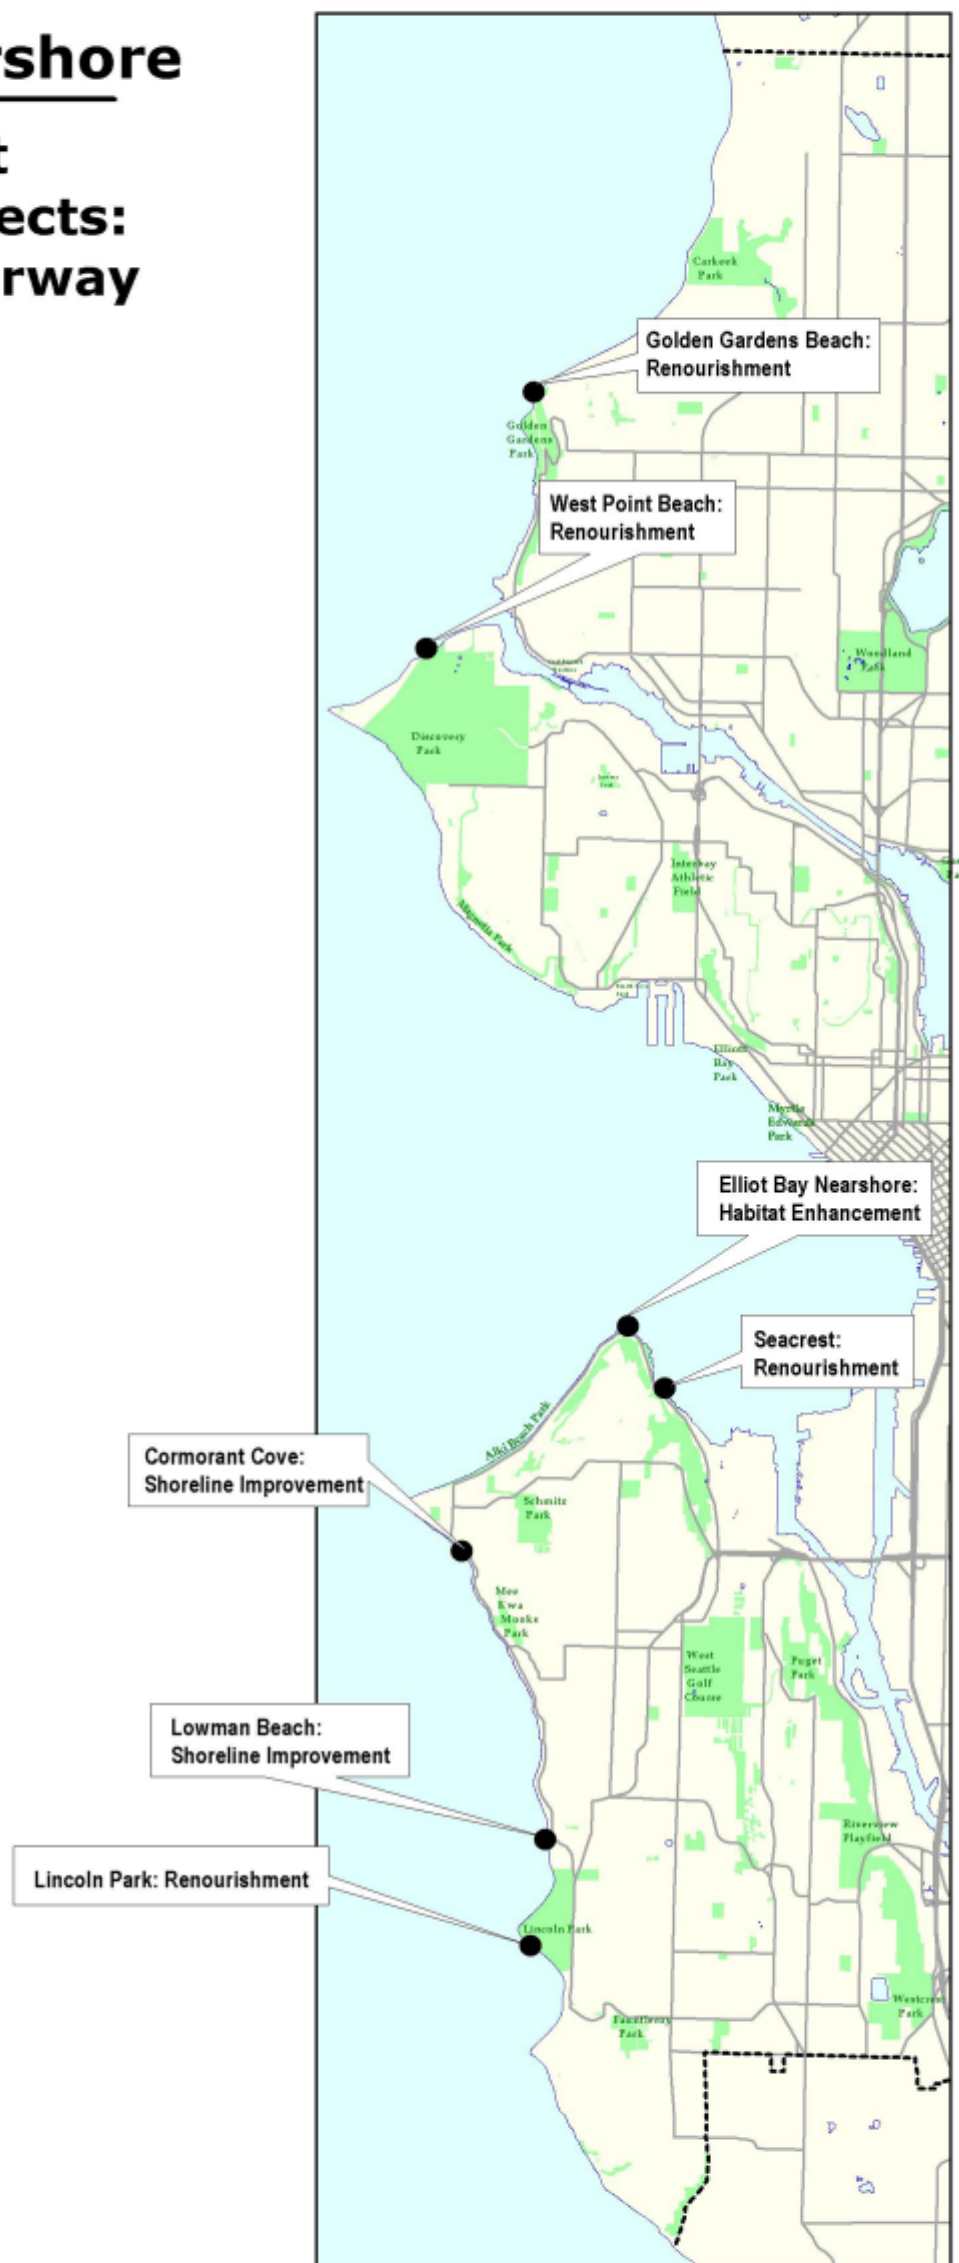 rshore
t
ects:
rway
Carkeek
Park
Golden Gardens Beach:
Renourishment
Golden
Gardens
Park
West Point Beach:
Renourishment
Woodland
Park
Discovery
Park
Interbay
Athletic
Field
Magnolia Park
Elliott
Bay
Park
Myrtle
Edwards
Park
Elliot Bay Nearshore:
Habitat Enhancement
Seacrest:
Renourishment
Alki Beach Park
Cormorant Cove:
Shoreline Improvement
Schmitz
Park
Mee
Kwa
Mooks
Park
West
Seattle
Golf
Course
Puget
Park
Lowman Beach:
Shoreline Improvement
Riverview
Playfield
Lincoln Park: Renourishment
Lincoln Park
Westcrest
Park
Fauntleroy
Park